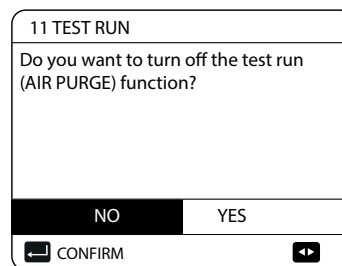 11 TEST RUN
Do you want to turn off the test run
(AIR PURGE) function?
NO YES
CONFIRM